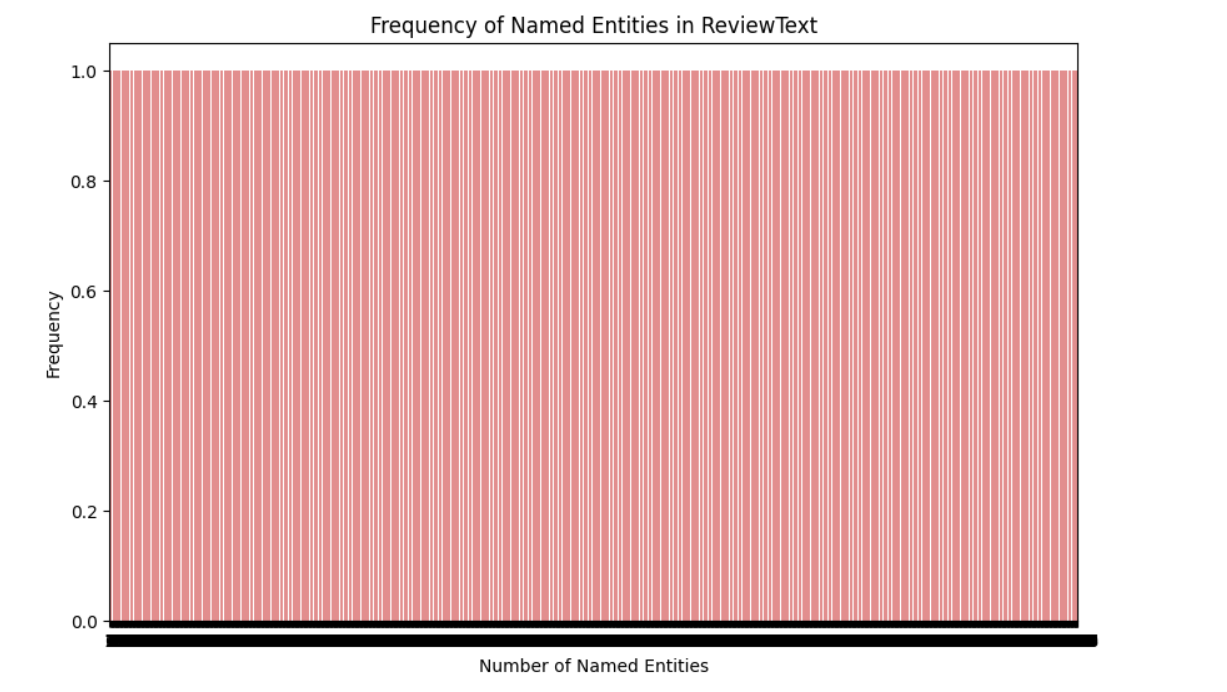 Frequency of Named Entities in ReviewText
1.0
0.8
0.6
0.4
0.2
0.0
Frequency
Number of Named Entities